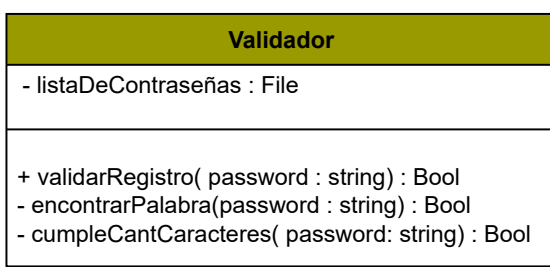 Validador
- listaDeContraseñas : File
+ validarRegistro( password : string) : Bool
- encontrarPalabra(password : string) : Bool
- cumpleCantCaracteres( password: string) : Bool